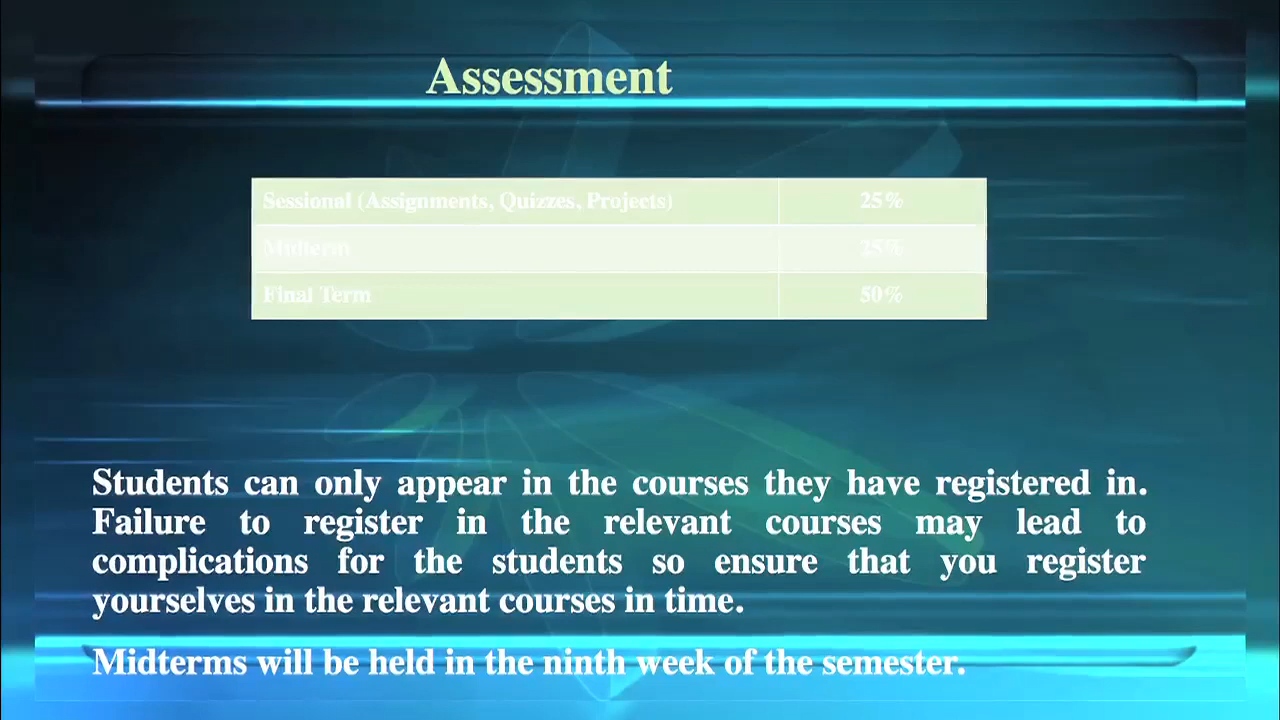 Assessment
Sessional (Assignments, Quizzes, Projects) 25%
Midterm 25%
Final Term 50%
Students can only appear in the courses they have registered in.
Failure to register in the relevant courses may lead to
complications for the students so ensure that you register
yourselves in the relevant courses in time.
Midterms will be held in the ninth week of the semester.